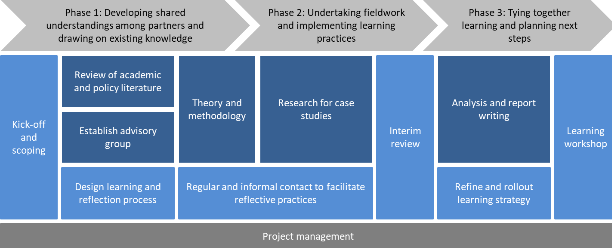 Phase 1: Developing shared
understandings among partners and
drawing on existing knowledge
Phase 2: Undertaking fieldwork
and implementing learning
practices
Phase 3: Tying together
learning and planning next
steps
Kick-off
and
scoping
Review of academic
and policy literature
Establish advisory
group
Design learning and
reflection process
Theory and
methodology
Research for case
studies
Regular and informal contact to facilitate
reflective practices
Interim
review
Analysis and report
writing
Refine and rollout
learning strategy
Learning
workshop
Project management